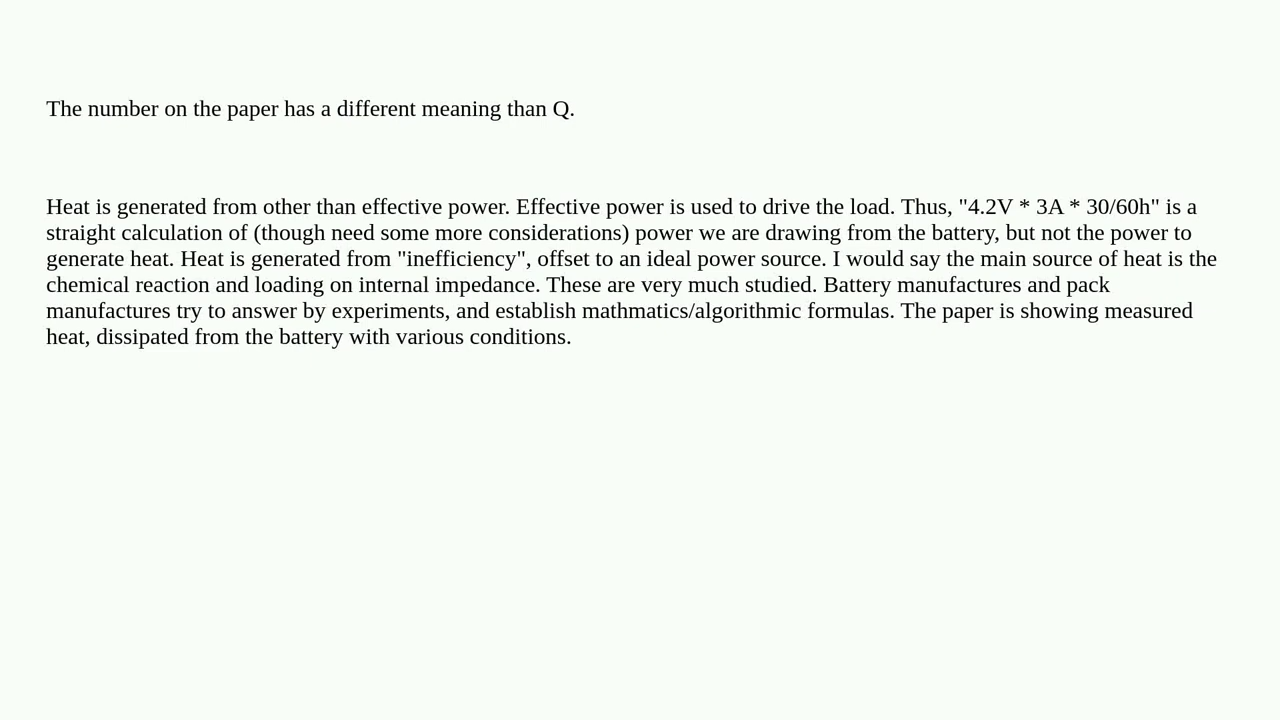 The number on the paper has a different meaning than Q.
Heat is generated from other than effective power. Effective power is used to drive the load. Thus, "4.2V * 3A * 30/60h" is a
straight calculation of (though need some more considerations) power we are drawing from the battery, but not the power to
generate heat. Heat is generated from "inefficiency", offset to an ideal power source. I would say the main source of heat is the
chemical reaction and loading on internal impedance. These are very much studied. Battery manufactures and pack
manufactures try to answer by experiments, and establish mathmatics/algorithmic formulas. The paper is showing measured
heat, dissipated from the battery with various conditions.